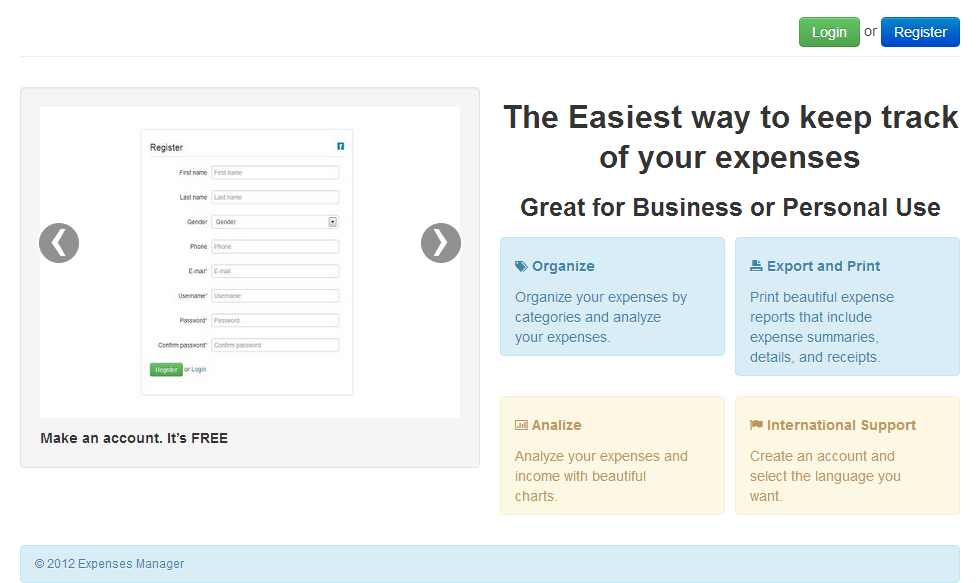 Login or Register
Register
First name First name
Last name Last name
Gender Gender
Phone Phone
E-mail* E-mail
Username* Username
Password* Password
Confirm password* Confirm password
Register or Login
Make an account. It's FREE
The Easiest way to keep track
of your expenses
Great for Business or Personal Use
Organize
Organize your expenses by
categories and analyze
your expenses.
Export and Print
Print beautiful expense
reports that include
expense summaries,
details, and receipts.
Analize
Analyze your expenses and
income with beautiful
charts.
International Support
Create an account and
select the language you
want.
© 2012 Expenses Manager